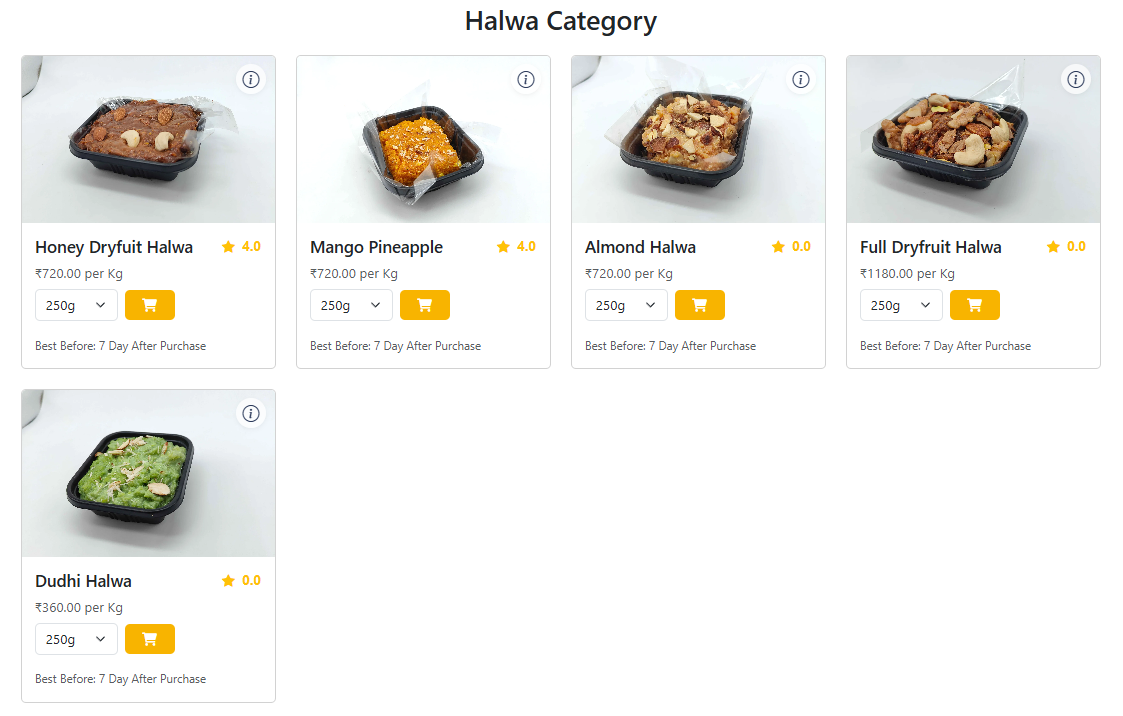 Halwa Category
Honey Dryfuit Halwa 4.0
₹720.00 per Kg
250g
Best Before: 7 Day After Purchase
Mango Pineapple 4.0
₹720.00 per Kg
250g
Best Before: 7 Day After Purchase
Almond Halwa 0.0
₹720.00 per Kg
250g
Best Before: 7 Day After Purchase
Full Dryfruit Halwa 0.0
₹1180.00 per Kg
250g
Best Before: 7 Day After Purchase
Dudhi Halwa 0.0
₹360.00 per Kg
250g
Best Before: 7 Day After Purchase